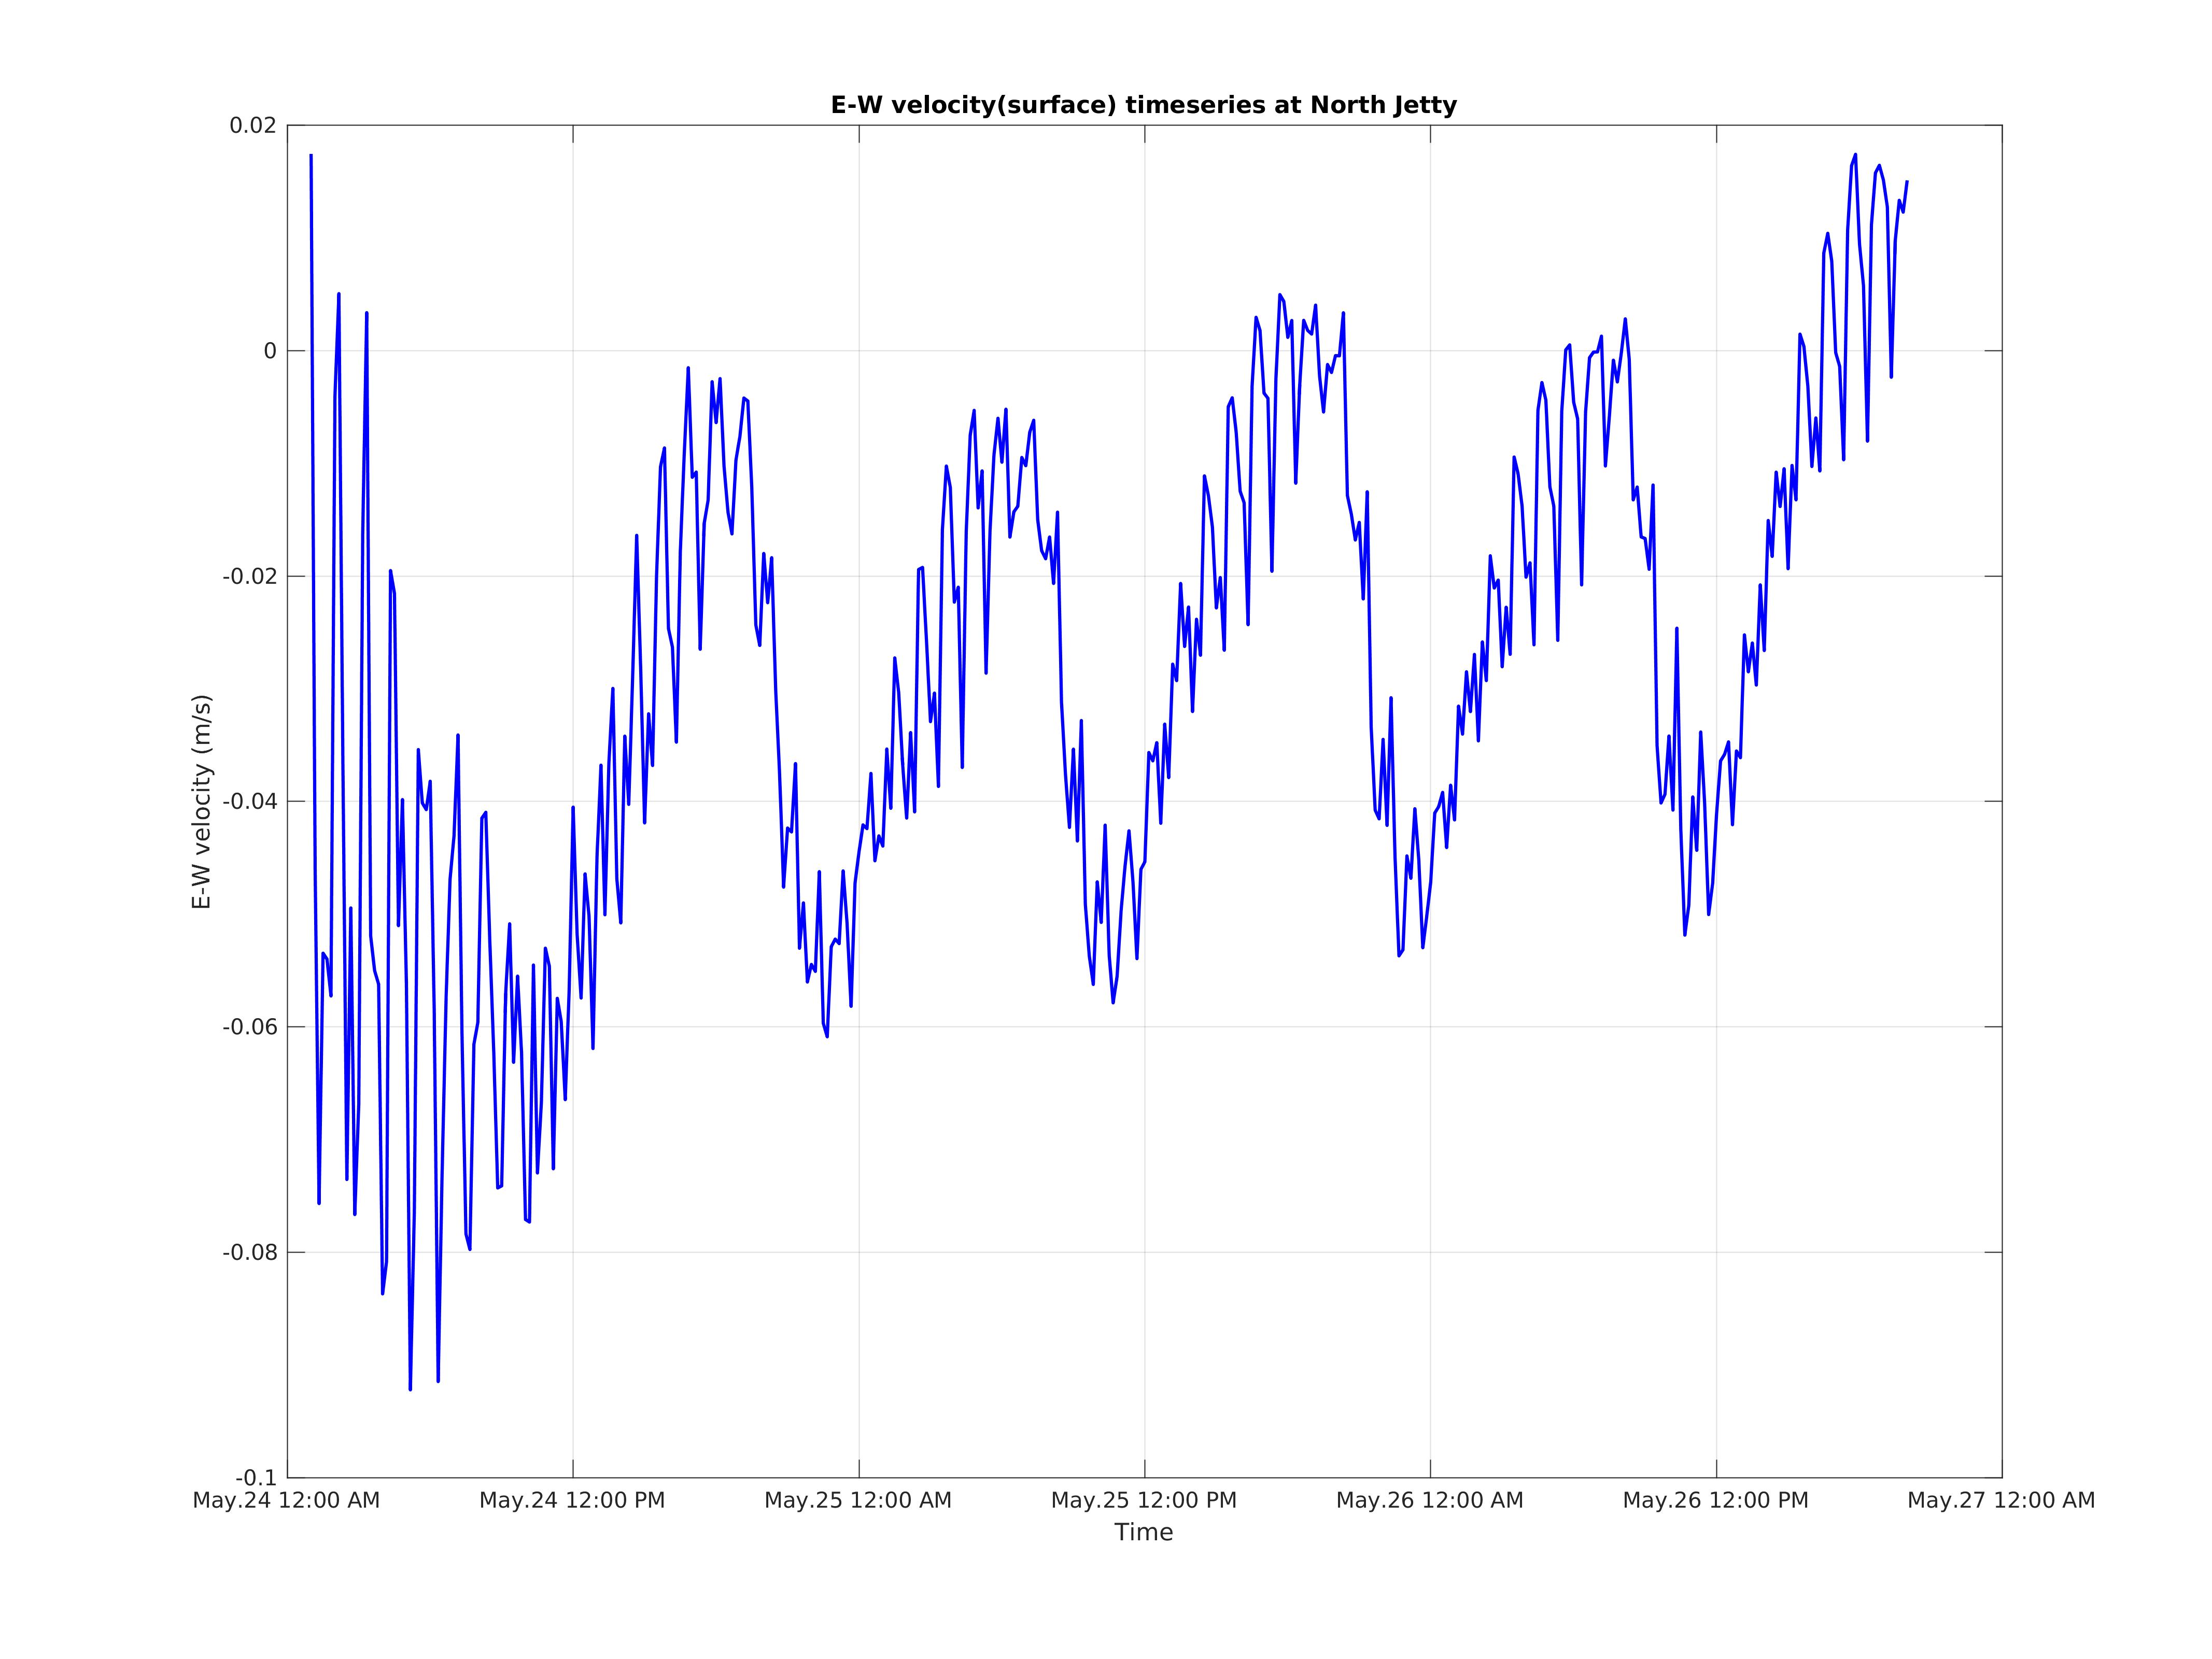 E-W velocity(surface) timeseries at North Jetty
0.02
0
-0.02
-0.04
-0.06
-0.08
-0.1
E-W velocity (m/s)
May.24 12:00 AM May.24 12:00 PM May.25 12:00 AM May.25 12:00 PM May.26 12:00 AM May.26 12:00 PM May.27 12:00 AM
Time